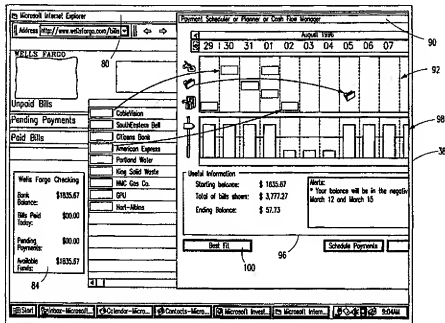 Microsoft Internet Explorer
Address http://www.wellsfargo.com/bills
80
WELLS FARGO
Unpaid Bills
Pending Payments
Paid Bills
CableVision
SouthEastern Bell
Citizens Bank
American Express
Portland Water
King Solid Waste
NMC Gas Co.
GPU
Hart-Albins
Wells Fargo Checking
Bank Balance: $1835.67
Bills Paid Today: $00.00
Pending Payments: $00.00
Available Funds: $1835.67
84
Payment Scheduler or Planner or Cash Flow Manager
90
August 1996
29 30 31 01 02 03 04 05 06 07
92
98
38
Useful Information
Starting balance: $ 1835.67
Total of bills shown: $ 3,777.27
Ending Balance: $ 57.73
Alerts:
* Your balance will be in the negativ
March 12 and March 15
96
Best Fit
Schedule Payments
100
Start Inbox-Microsoft... Calendar-Micro... Contacts-Micro... Microsoft Invest... Microsoft Intern... 9:04AM